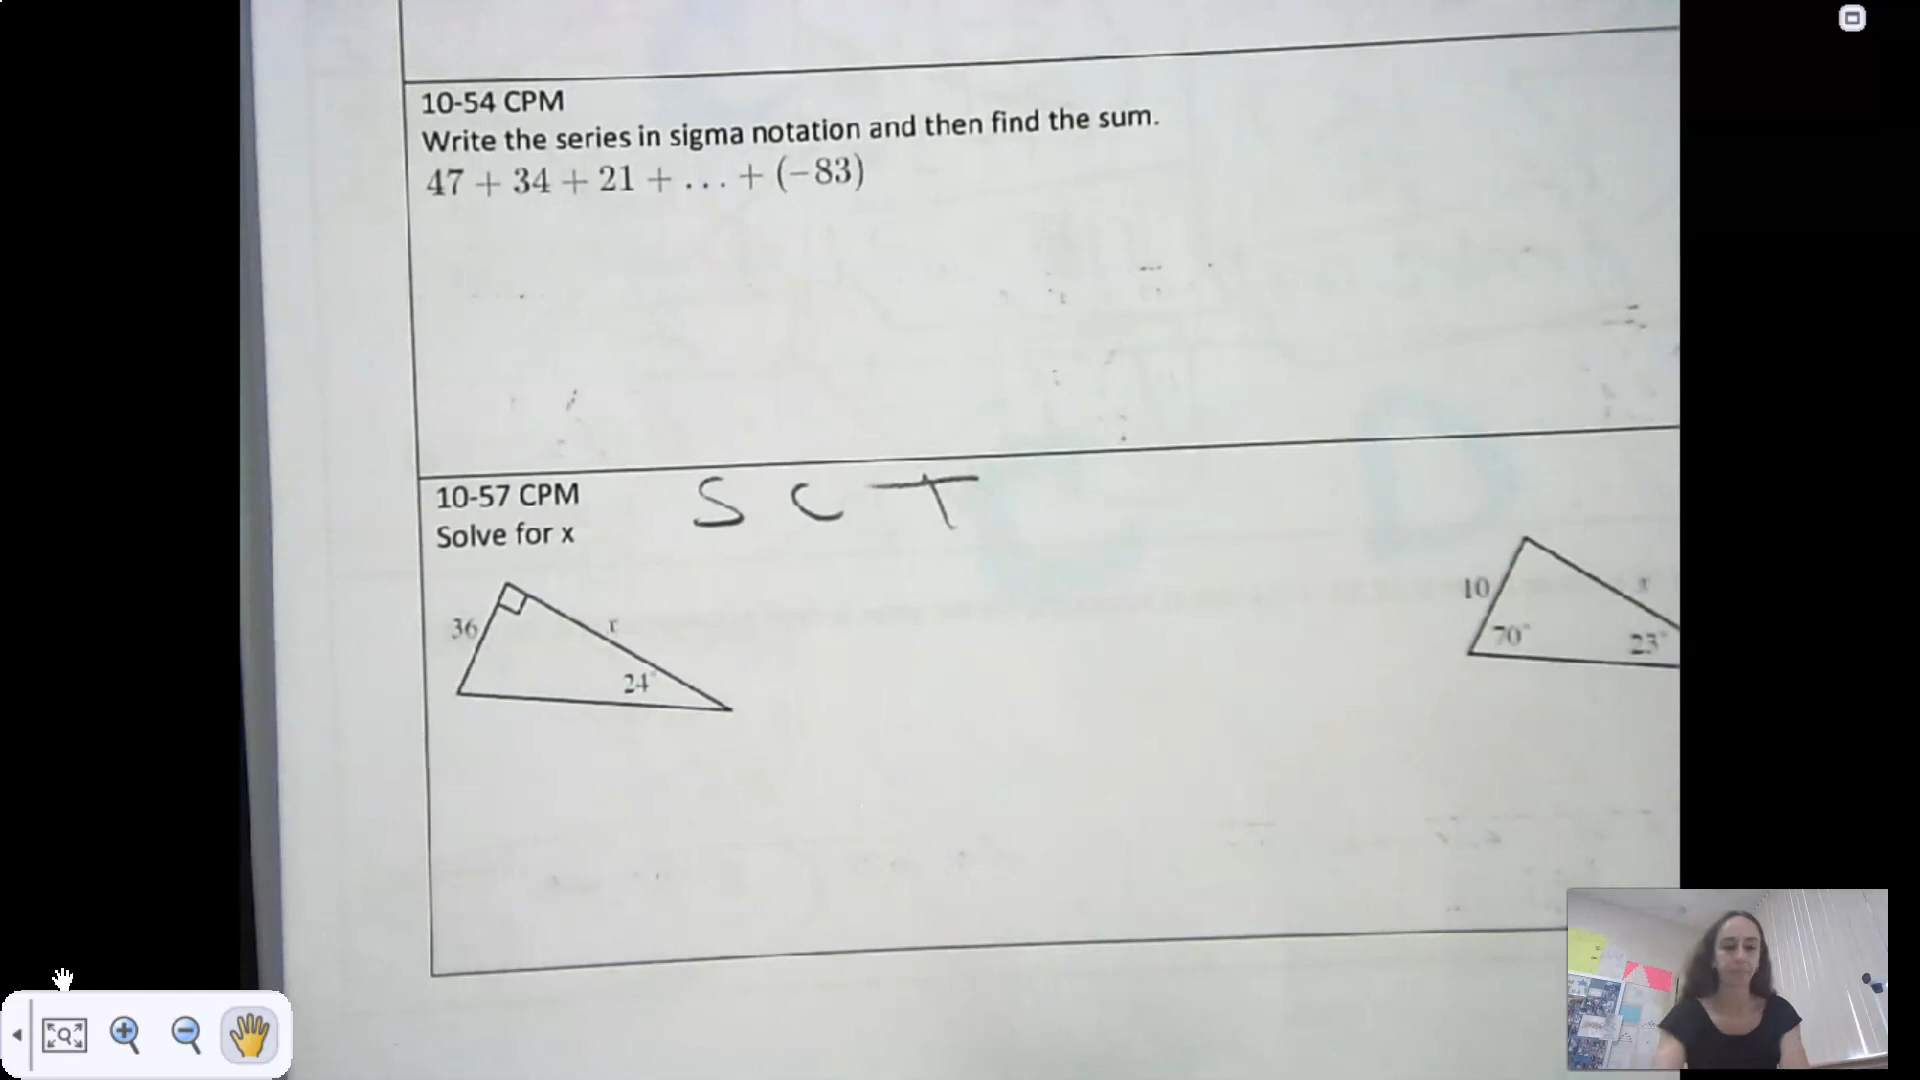 10-54 CPM
Write the series in sigma notation and then find the sum.
47 + 34 + 21 + ... + (−83)
10-57 CPM
S C T
Solve for x
36
x
24°
10
x
70°
23°